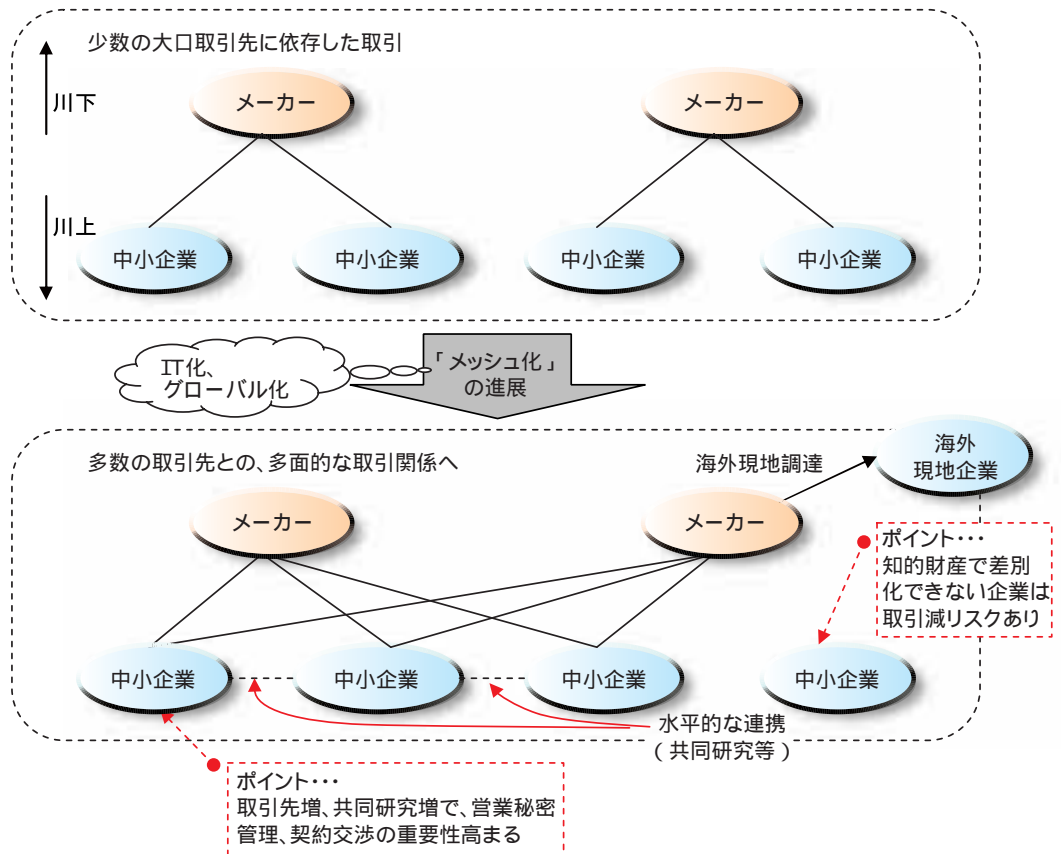 少数の大口取引先に依存した取引
川下
メーカー
メーカー
川上
中小企業
中小企業
中小企業
中小企業
IT化、
グローバル化
「メッシュ化」
の進展
多数の取引先との、多面的な取引関係へ
海外現地調達
海外
現地企業
メーカー
メーカー
ポイント・・・
知的財産で差別
化できない企業は
取引減リスクあり
中小企業
中小企業
中小企業
中小企業
水平的な連携
(共同研究等)
ポイント・・・
取引先増、共同研究増で、営業秘密
管理、契約交渉の重要性高まる